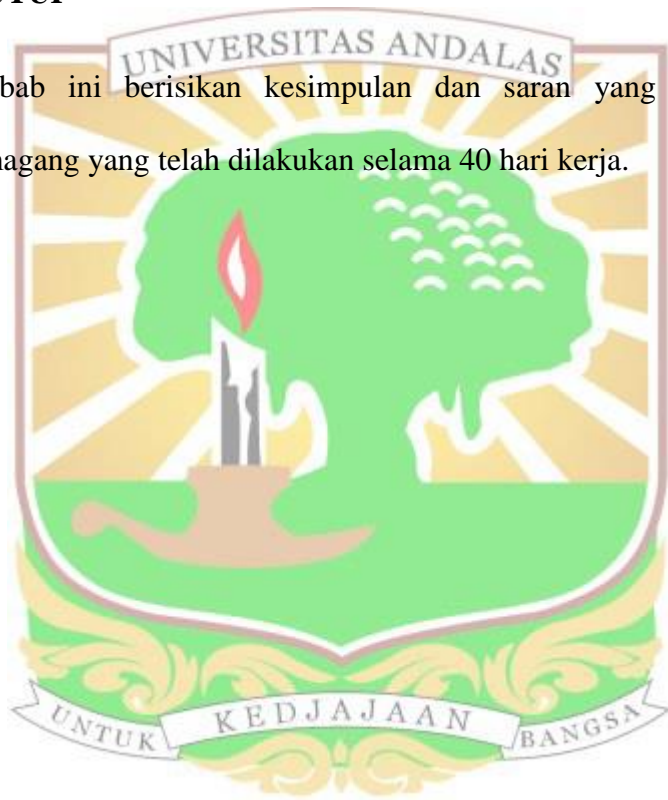 UNIVERSITAS ANDALAS
bab ini berisikan kesimpulan dan saran yang
magang yang telah dilakukan selama 40 hari kerja.
UNTUK KEDJAJAAN BANGSA